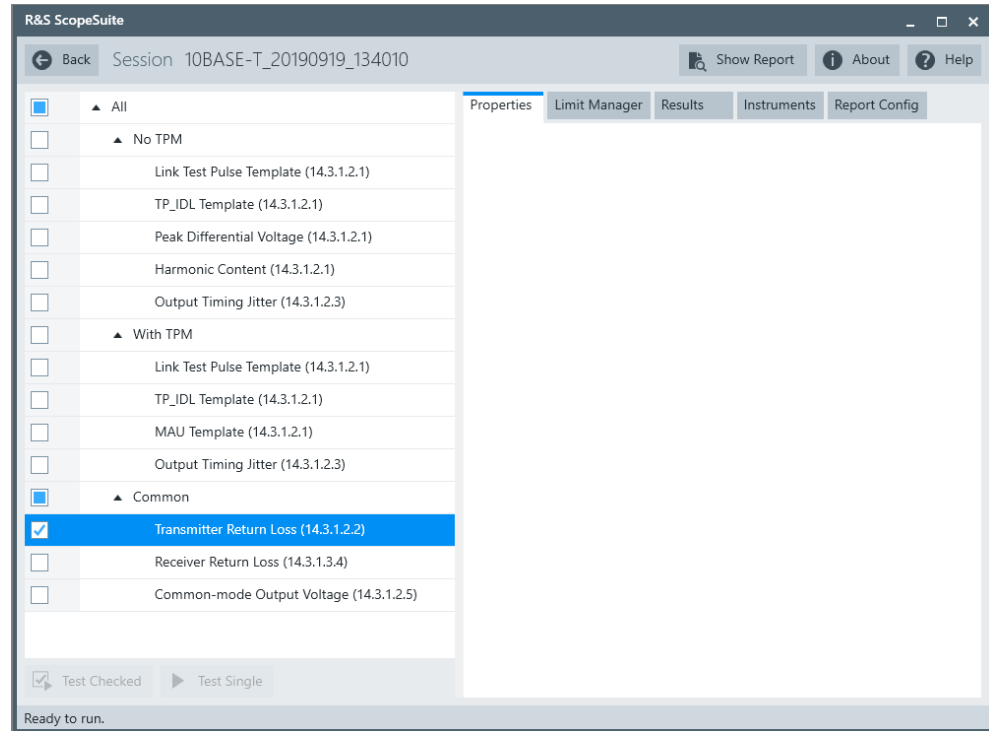 R&S ScopeSuite
Back Session 10BASE-T_20190919_134010 Show Report About Help
All
No TPM
Link Test Pulse Template (14.3.1.2.1)
TP_IDL Template (14.3.1.2.1)
Peak Differential Voltage (14.3.1.2.1)
Harmonic Content (14.3.1.2.1)
Output Timing Jitter (14.3.1.2.3)
With TPM
Link Test Pulse Template (14.3.1.2.1)
TP_IDL Template (14.3.1.2.1)
MAU Template (14.3.1.2.1)
Output Timing Jitter (14.3.1.2.3)
Common
Transmitter Return Loss (14.3.1.2.2)
Receiver Return Loss (14.3.1.3.4)
Common-mode Output Voltage (14.3.1.2.5)
Properties Limit Manager Results Instruments Report Config
Test Checked Test Single
Ready to run.